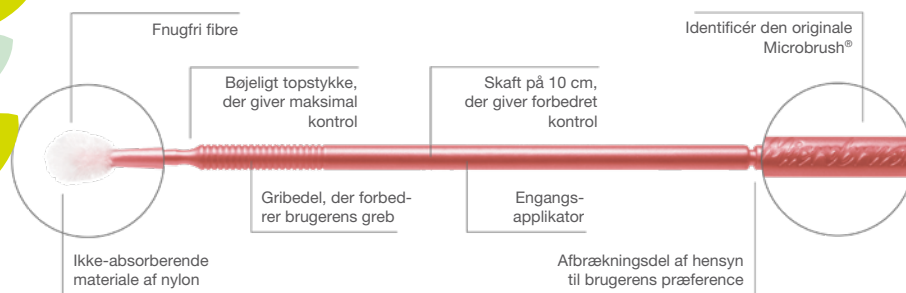 Fnugfri fibre
Identificér den originale
Microbrush®
Bøjeligt topstykke,
der giver maksimal
kontrol
Skaft på 10 cm,
der giver forbedret
kontrol
Gribedel, der forbed-
rer brugerens greb
Engangs-
applikator
Ikke-absorberende
materiale af nylon
Afbrækningsdel af hensyn
til brugerens præference